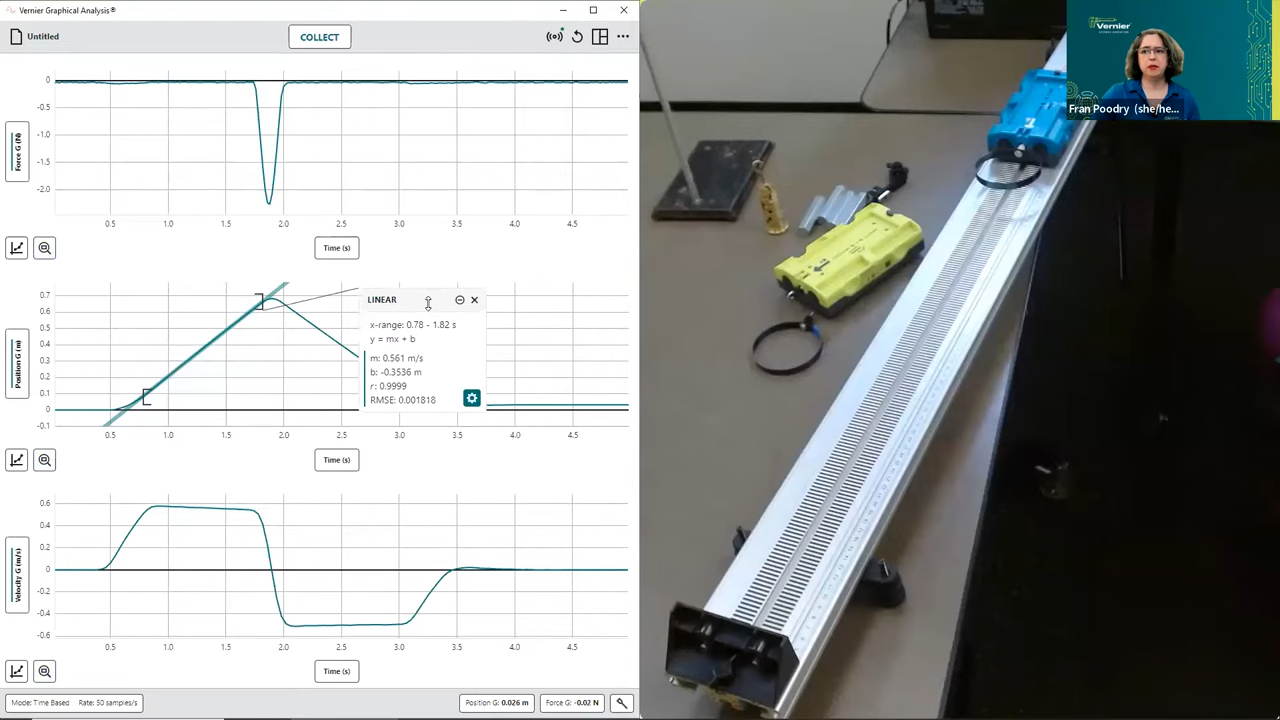 Vernier Graphical Analysis®
Untitled
COLLECT
0
-0.5
-1.0
-1.5
-2.0
Force G (N)
0.5 1.0 1.5 2.0 2.5 3.0 3.5 4.0 4.5
Time (s)
0.7
0.6
0.5
0.4
0.3
0.2
0.1
0
-0.1
Position G (m)
LINEAR
x-range: 0.78 - 1.82 s
y = mx + b
m: 0.561 m/s
b: -0.3536 m
r: 0.9999
RMSE: 0.001818
0.5 1.0 1.5 2.0 2.5 3.0 3.5 4.0 4.5
Time (s)
0.6
0.4
0.2
0
-0.2
-0.4
-0.6
Velocity G (m/s)
1.0 1.5 2.0 2.5 3.0 3.5 4.0 4.5
Time (s)
Mode: Time Based Rate: 50 samples/s
Position G: 0.026 m
Force G: -0.02 N
Vernier
Fran Poodry (she/he...